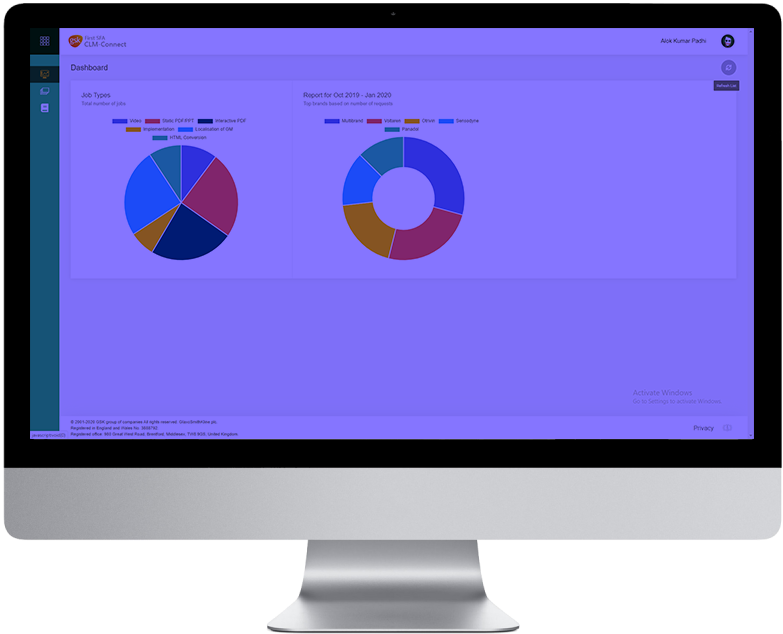 gsk
First SFA
CLM-Connect
Alok Kumar Padhi
Dashboard
Refresh List
Job-Types
Total number of jobs
Video
Static PDF/PPT
Interactive PDF
Implementation
Localisation of GM
HTML Conversion
Report for Oct 2019 - Jan 2020
Top brands based on number of requests
Multibrand
Voltaren
Otrivin
Sensodyne
Panadol
Activate Windows
Go to Settings to activate Windows.
© 2001-2020 GSK group of companies All rights reserved. GlaxoSmithKline plc.
Registered in England and Wales No. 3888792.
Registered office: 980 Great West Road, Brentford, Middlesex, TW8 9GS, United Kingdom.
Privacy